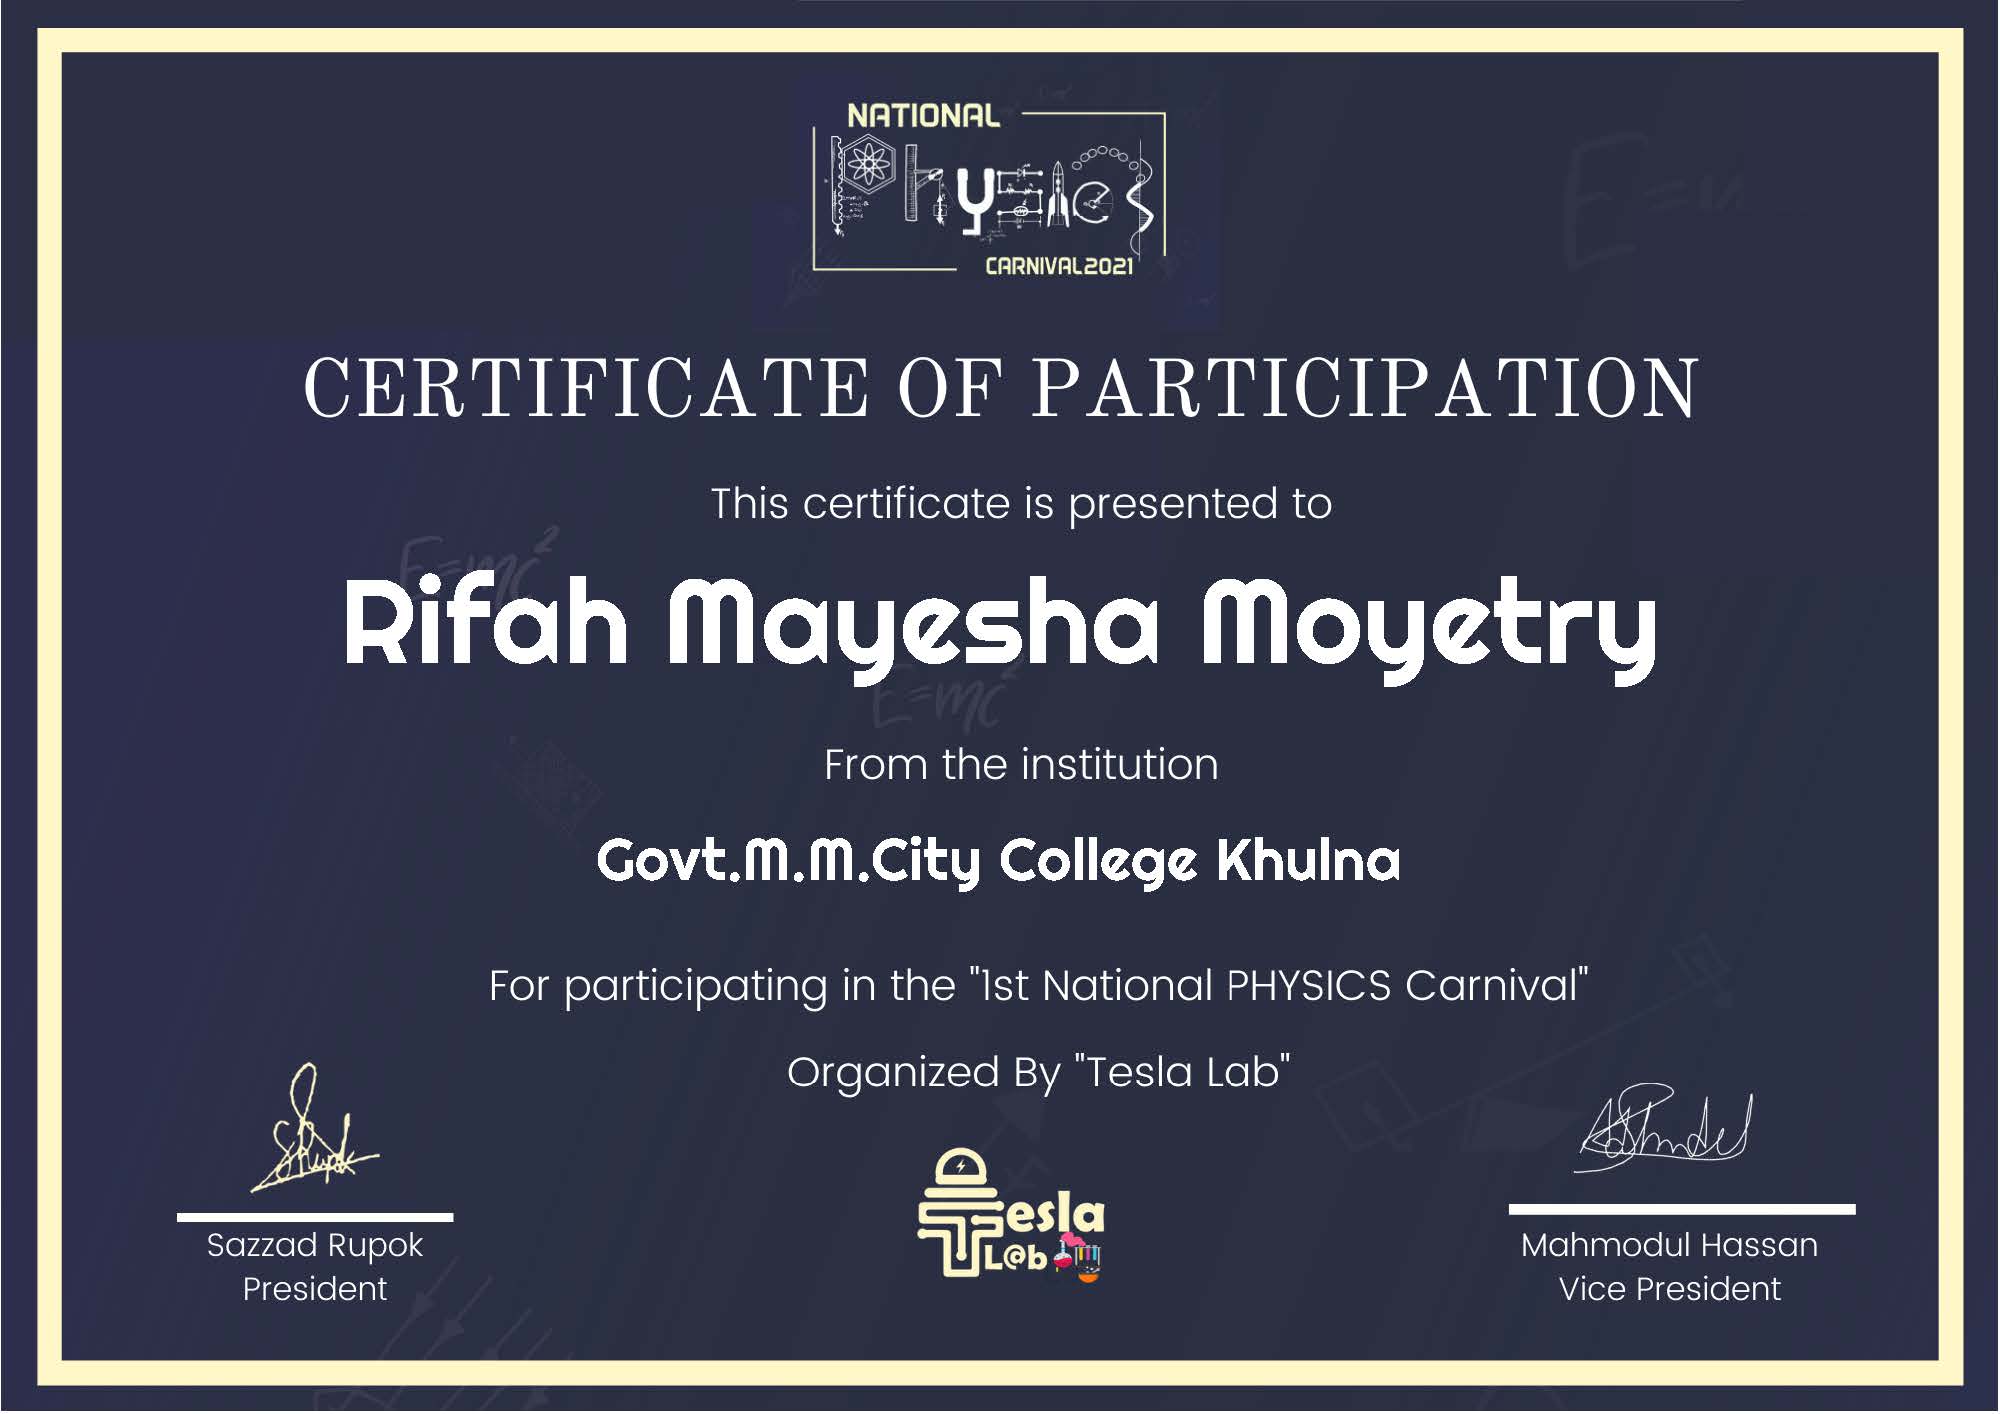 NATIONAL
Physics
CARNIVAL2021
CERTIFICATE OF PARTICIPATION
This certificate is presented to
E=mc²
Rifah Mayesha Moyetry
E=mc²
From the institution
Govt.M.M.City College Khulna
For participating in the "1st National PHYSICS Carnival"
Organized By "Tesla Lab"
Tesla
L@b
Sazzad Rupok
President
Mahmodul Hassan
Vice President